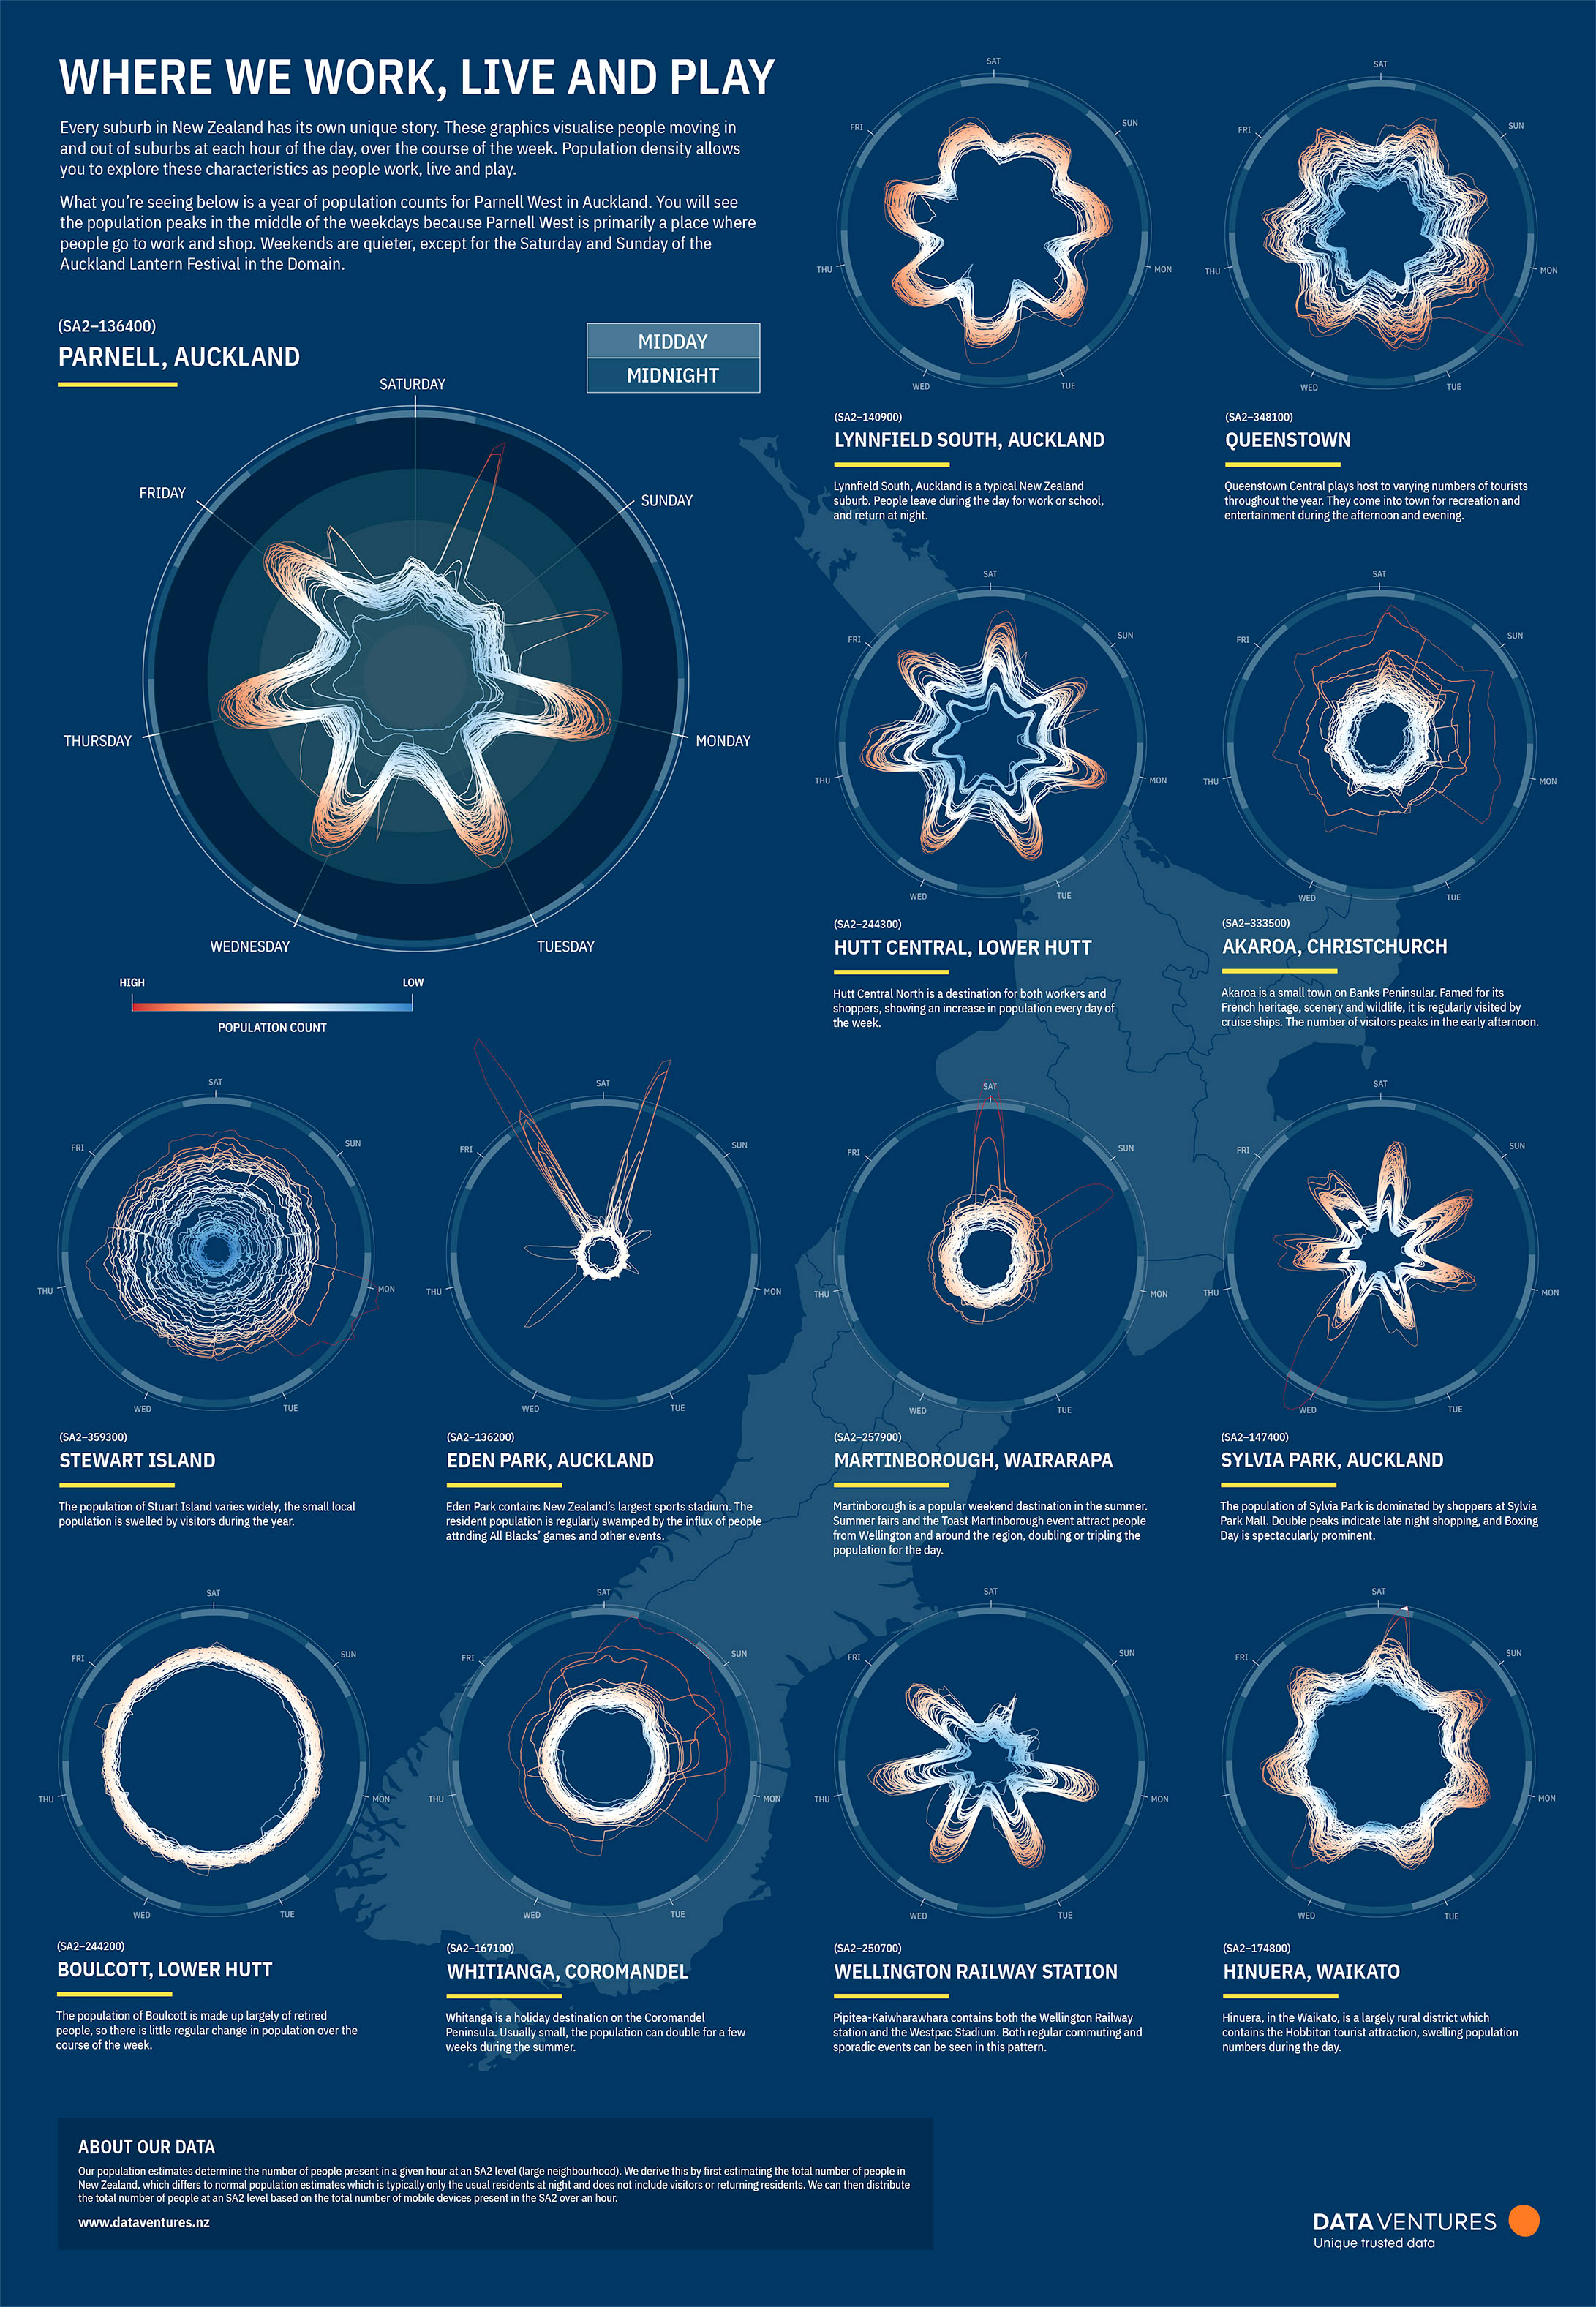 WHERE WE WORK, LIVE AND PLAY
Every suburb in New Zealand has its own unique story. These graphics visualise people moving in
and out of suburbs at each hour of the day, over the course of the week. Population density allows
you to explore these characteristics as people work, live and play.
What you're seeing below is a year of population counts for Parnell West in Auckland. You will see
the population peaks in the middle of the weekdays because Parnell West is primarily a place where
people go to work and shop. Weekends are quieter, except for the Saturday and Sunday of the
Auckland Lantern Festival in the Domain.
(SA2–136400)
PARNELL, AUCKLAND
MIDDAY
MIDNIGHT
SATURDAY
SUNDAY
MONDAY
TUESDAY
WEDNESDAY
THURSDAY
FRIDAY
HIGH
LOW
POPULATION COUNT
SAT
SUN
MON
TUE
WED
THU
FRI
(SA2–140900)
LYNNFIELD SOUTH, AUCKLAND
Lynnfield South, Auckland is a typical New Zealand
suburb. People leave during the day for work or school,
and return at night.
SAT
SUN
MON
TUE
WED
THU
FRI
(SA2–348100)
QUEENSTOWN
Queenstown Central plays host to varying numbers of tourists
throughout the year. They come into town for recreation and
entertainment during the afternoon and evening.
SAT
SUN
MON
TUE
WED
THU
FRI
(SA2–244300)
HUTT CENTRAL, LOWER HUTT
Hutt Central North is a destination for both workers and
shoppers, showing an increase in population every day of
the week.
SAT
SUN
MON
TUE
WED
THU
FRI
(SA2–333500)
AKAROA, CHRISTCHURCH
Akaroa is a small town on Banks Peninsular. Famed for its
French heritage, scenery and wildlife, it is regularly visited by
cruise ships. The number of visitors peaks in the early afternoon.
SAT
SUN
MON
TUE
WED
THU
FRI
(SA2–359300)
STEWART ISLAND
The population of Stuart Island varies widely, the small local
population is swelled by visitors during the year.
SAT
SUN
MON
TUE
WED
THU
FRI
(SA2–136200)
EDEN PARK, AUCKLAND
Eden Park contains New Zealand's largest sports stadium. The
resident population is regularly swamped by the influx of people
attnding All Blacks' games and other events.
SAT
SUN
MON
TUE
WED
THU
FRI
(SA2–257900)
MARTINBOROUGH, WAIRARAPA
Martinborough is a popular weekend destination in the summer.
Summer fairs and the Toast Martinborough event attract people
from Wellington and around the region, doubling or tripling the
population for the day.
SAT
SUN
MON
TUE
WED
THU
FRI
(SA2–147400)
SYLVIA PARK, AUCKLAND
The population of Sylvia Park is dominated by shoppers at Sylvia
Park Mall. Double peaks indicate late night shopping, and Boxing
Day is spectacularly prominent.
SAT
SUN
MON
TUE
WED
THU
FRI
(SA2–244200)
BOULCOTT, LOWER HUTT
The population of Boulcott is made up largely of retired
people, so there is little regular change in population over the
course of the week.
SAT
SUN
MON
TUE
WED
THU
FRI
(SA2–167100)
WHITIANGA, COROMANDEL
Whitanga is a holiday destination on the Coromandel
Peninsula. Usually small, the population can double for a few
weeks during the summer.
SAT
SUN
MON
TUE
WED
THU
FRI
(SA2–250700)
WELLINGTON RAILWAY STATION
Pipitea-Kaiwharawhara contains both the Wellington Railway
station and the Westpac Stadium. Both regular commuting and
sporadic events can be seen in this pattern.
SAT
SUN
MON
TUE
WED
FRI
(SA2–174800)
HINUERA, WAIKATO
Hinuera, in the Waikato, is a largely rural district which
contains the Hobbiton tourist attraction, swelling population
numbers during the day.
ABOUT OUR DATA
Our population estimates determine the number of people present in a given hour at an SA2 level (large neighbourhood). We derive this by first estimating the total number of people in
New Zealand, which differs to normal population estimates which is typically only the usual residents at night and does not include visitors or returning residents. We can then distribute
the total number of people at an SA2 level based on the total number of mobile devices present in the SA2 over an hour.
www.dataventures.nz
DATA VENTURES
Unique trusted data